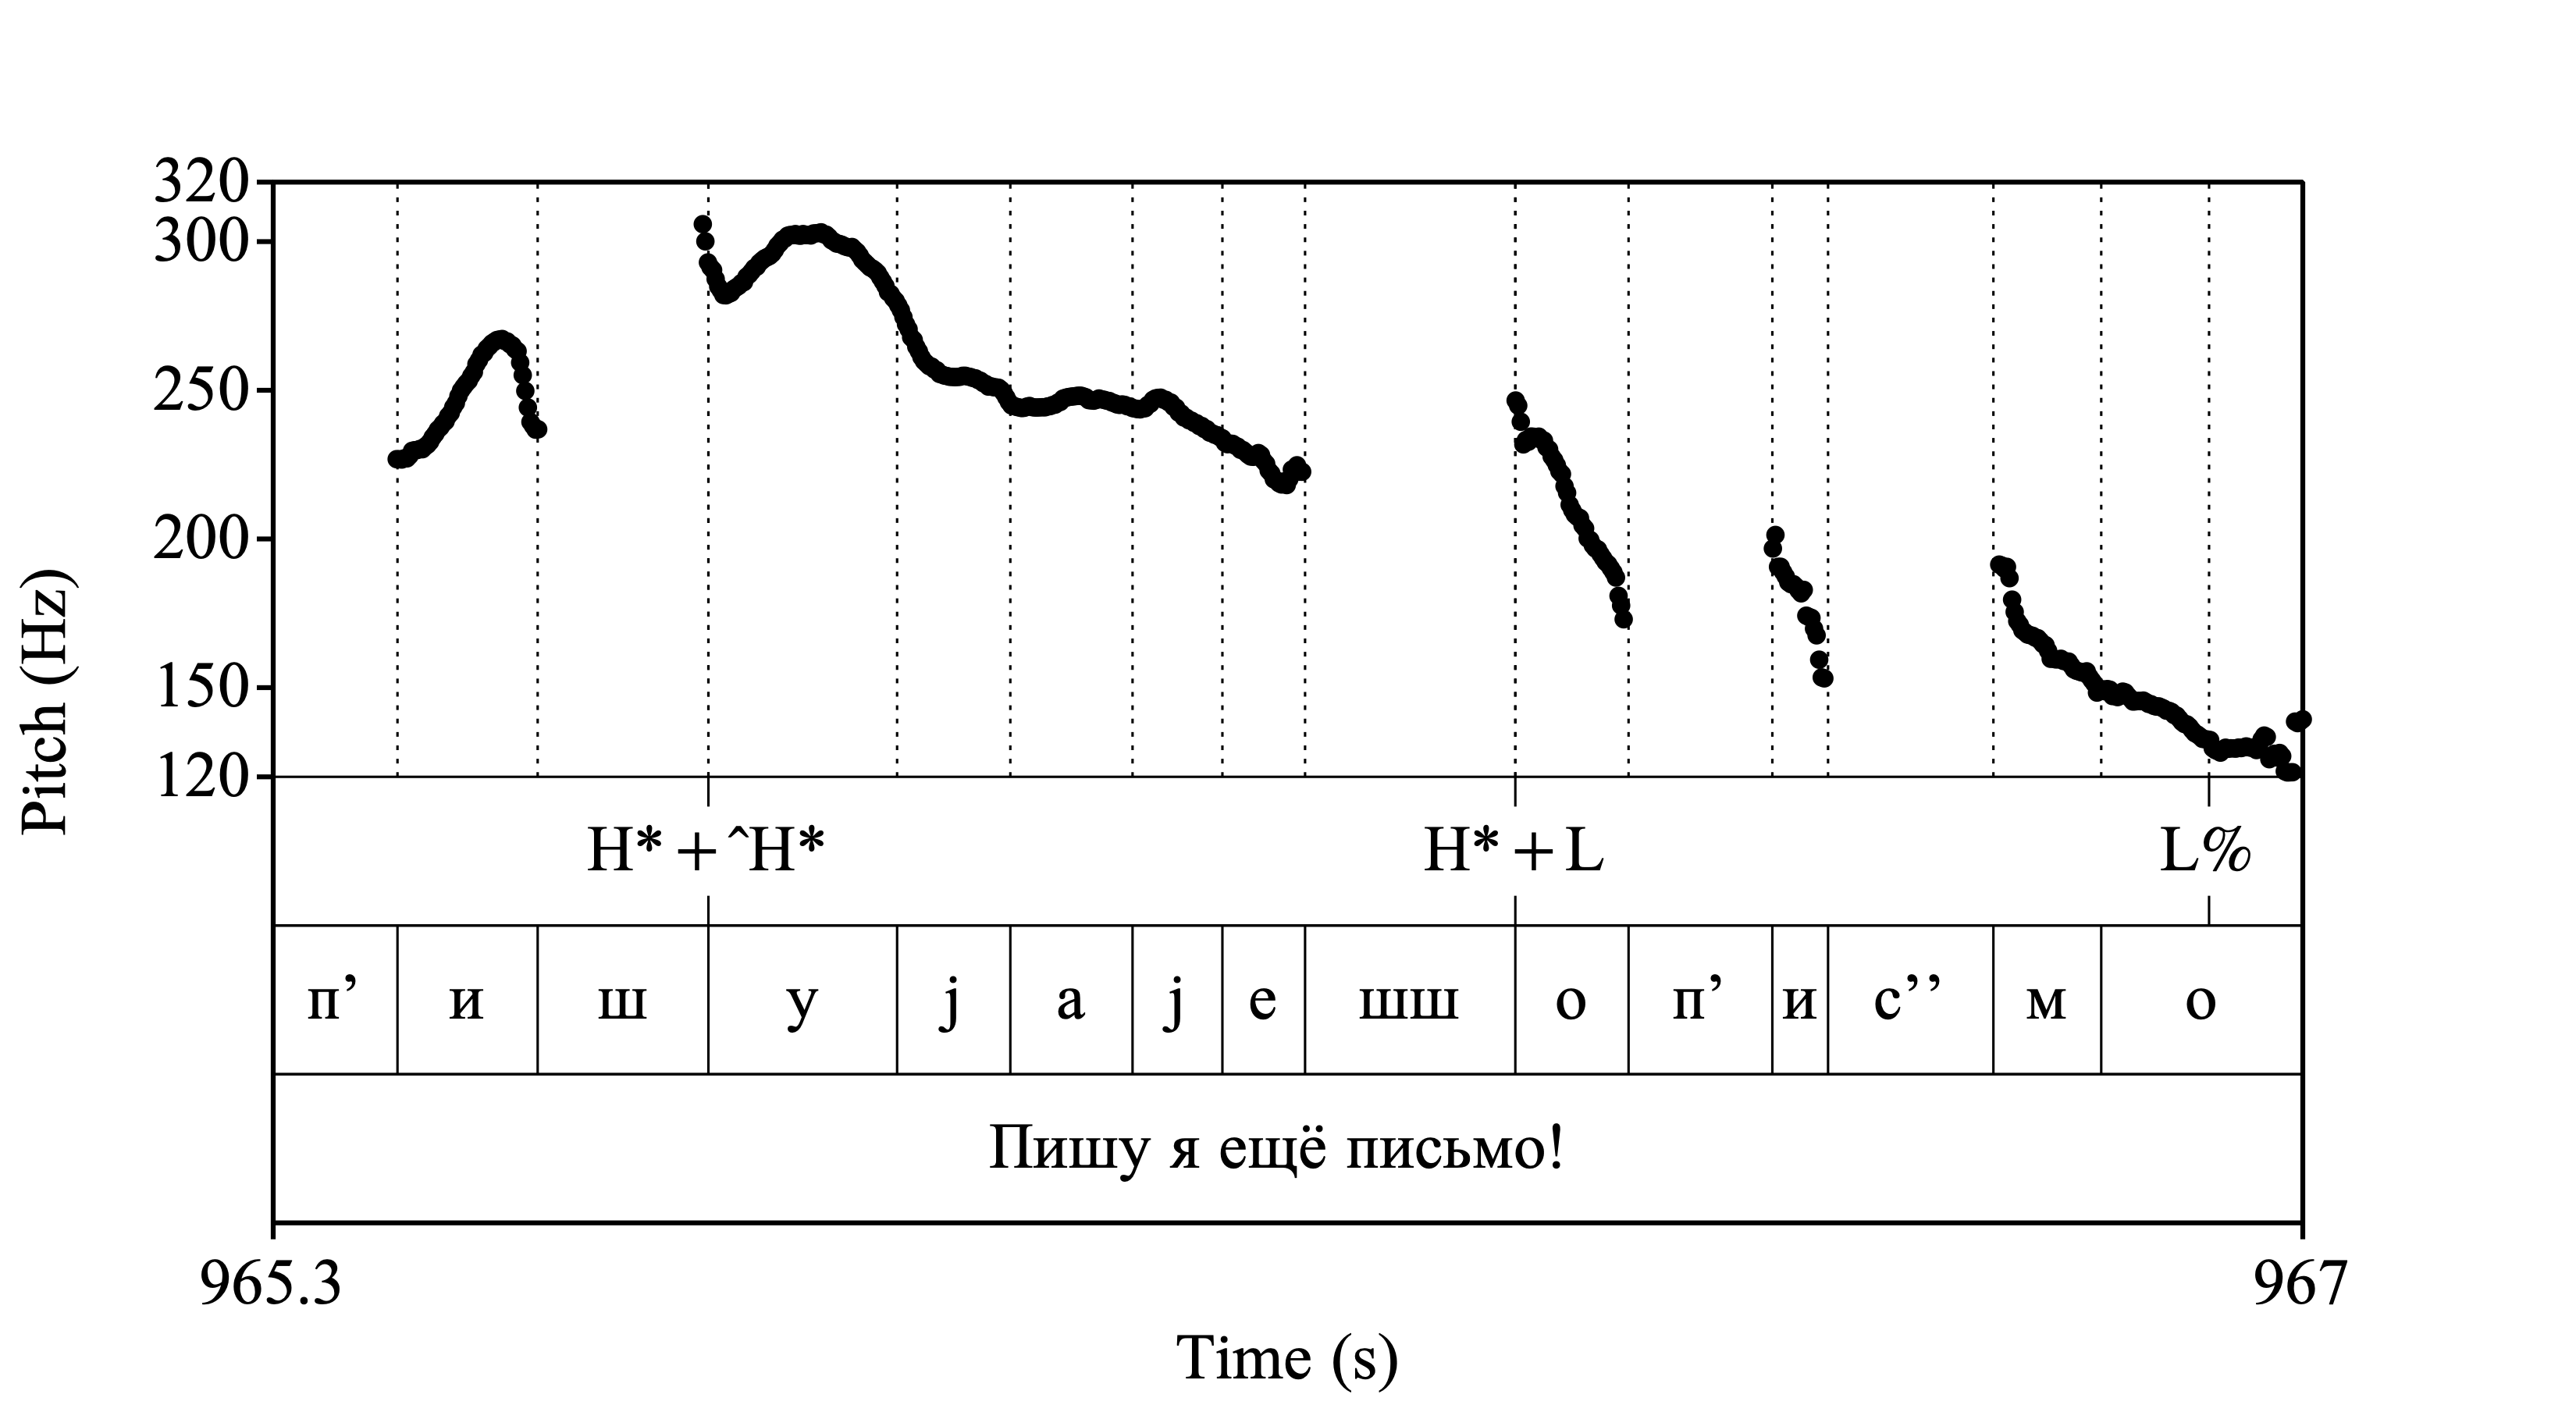 320
300
250
200
150
120
Pitch (Hz)
H*+^H* H*+L L%
п’ и ш у j а j е шш о п’ и с’’ м о
Пишу я ещё письмо!
965.3 967
Time (s)